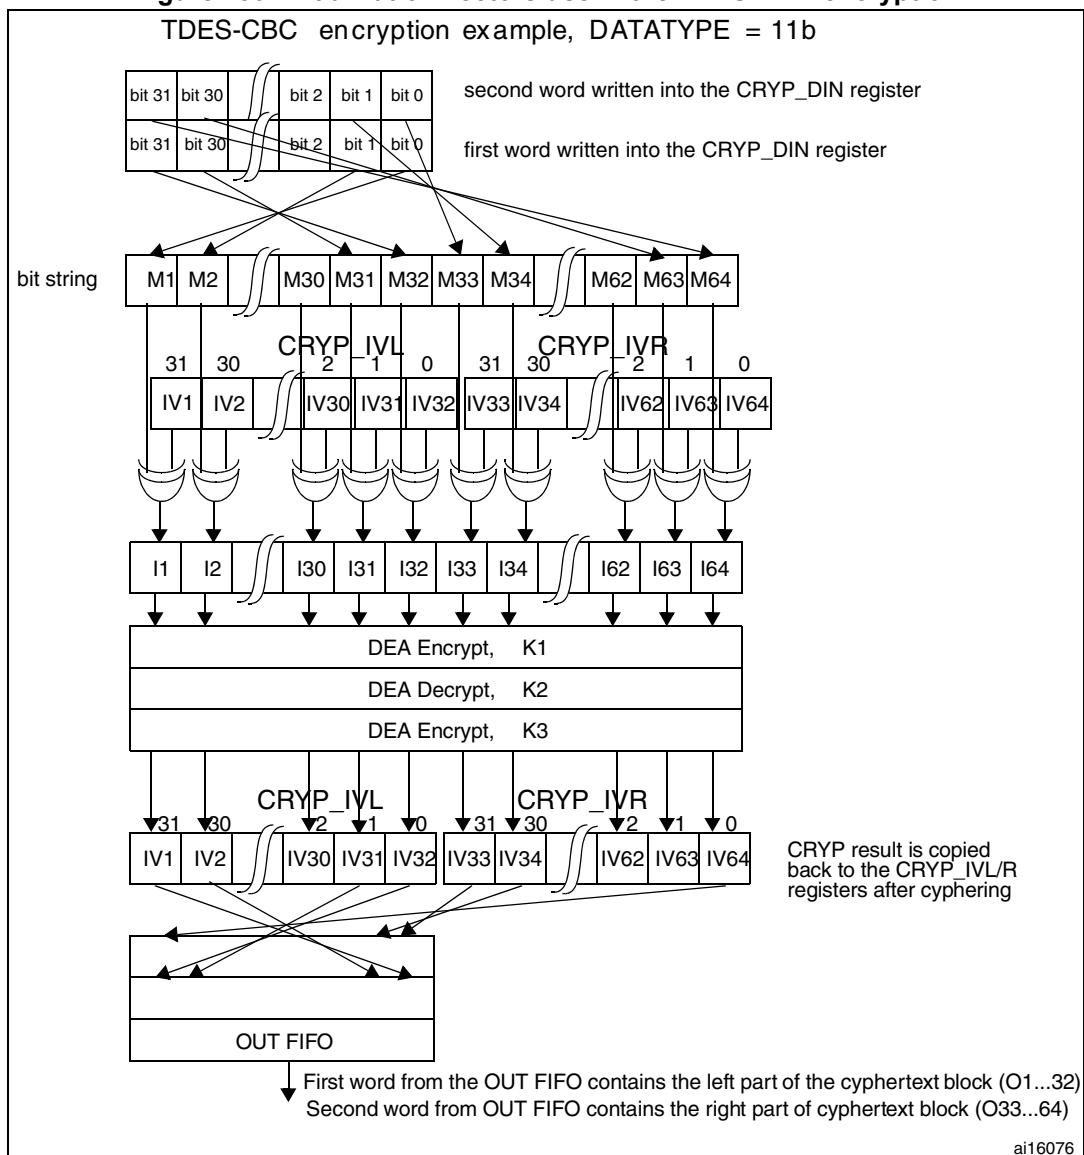 TDES-CBC encryption example, DATATYPE = 11b
bit 31 bit 30 bit 2 bit 1 bit 0 second word written into the CRYP_DIN register
bit 31 bit 30 bit 2 bit 1 bit 0 first word written into the CRYP_DIN register
bit string M1 M2 M30 M31 M32 M33 M34 M62 M63 M64
CRYP_IVL CRYP_IVR
31 30 2 1 0 31 30 2 1 0
IV1 IV2 IV30 IV31 IV32 IV33 IV34 IV62 IV63 IV64
I1 I2 I30 I31 I32 I33 I34 I62 I63 I64
DEA Encrypt, K1
DEA Decrypt, K2
DEA Encrypt, K3
CRYP_IVL CRYP_IVR
31 30 2 1 0 31 30 2 1 0
IV1 IV2 IV30 IV31 IV32 IV33 IV34 IV62 IV63 IV64
CRYP result is copied
back to the CRYP_IVL/R
registers after cyphering
OUT FIFO
First word from the OUT FIFO contains the left part of the cyphertext block (O1...32)
Second word from OUT FIFO contains the right part of cyphertext block (O33...64)
ai16076